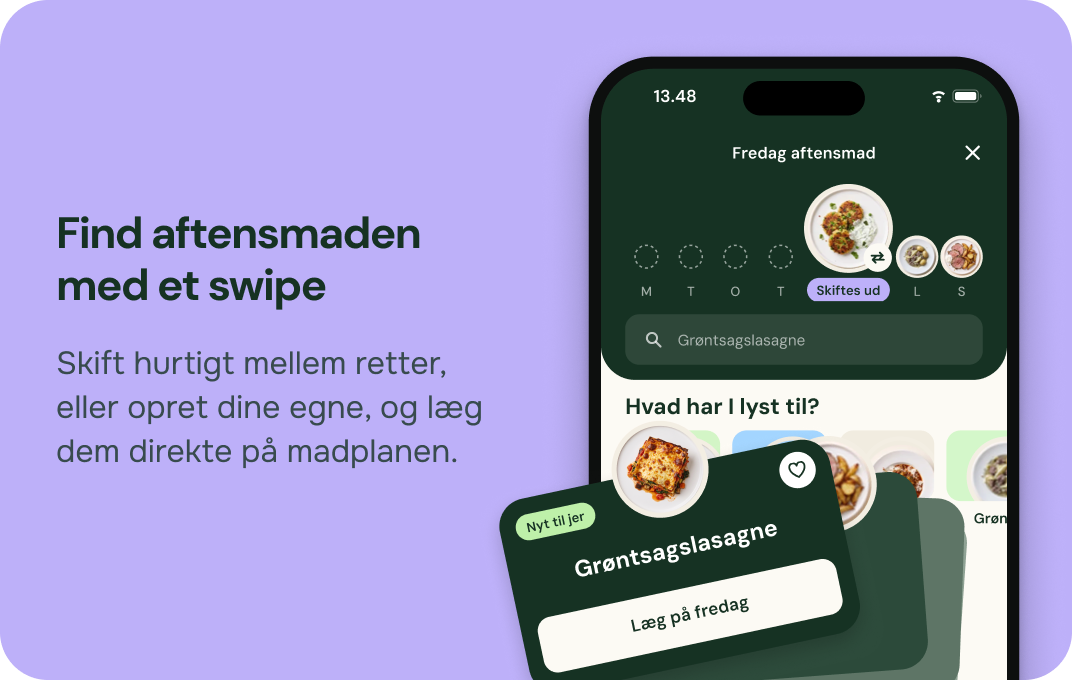 Find aftensmaden
med et swipe
Skift hurtigt mellem retter,
eller opret dine egne, og læg
dem direkte på madplanen.
13.48
Fredag aftensmad
M T O T Skiftes ud L S
Grøntsagslasagne
Hvad har I lyst til?
Nyt til jer
Grøntsagslasagne
Læg på fredag
Grøn